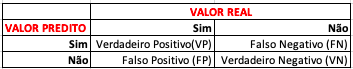 VALOR REAL
VALOR PREDITO Sim Não
Sim Verdadeiro Positivo(VP) Falso Negativo (FN)
Não Falso Positivo (FP) Verdadeiro Negativo (VN)